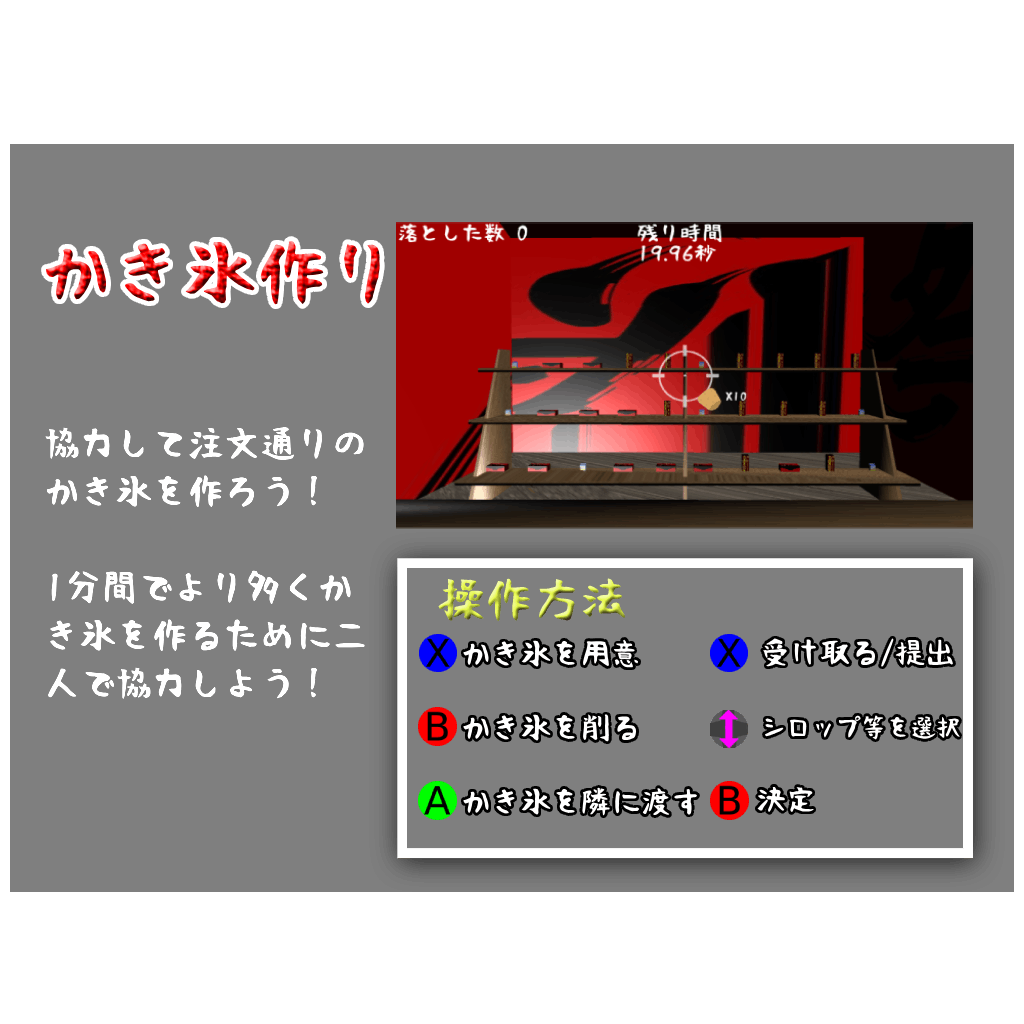 かき氷作り
落とした数 0
残り時間
19.96秒
X10
協力して注文通りの
かき氷を作ろう！
1分間でより多くか
き氷を作るために二
人で協力しよう！
操作方法
X かき氷を用意
X 受け取る/提出
B かき氷を削る
シロップ等を選択
A かき氷を隣に渡す
B 決定